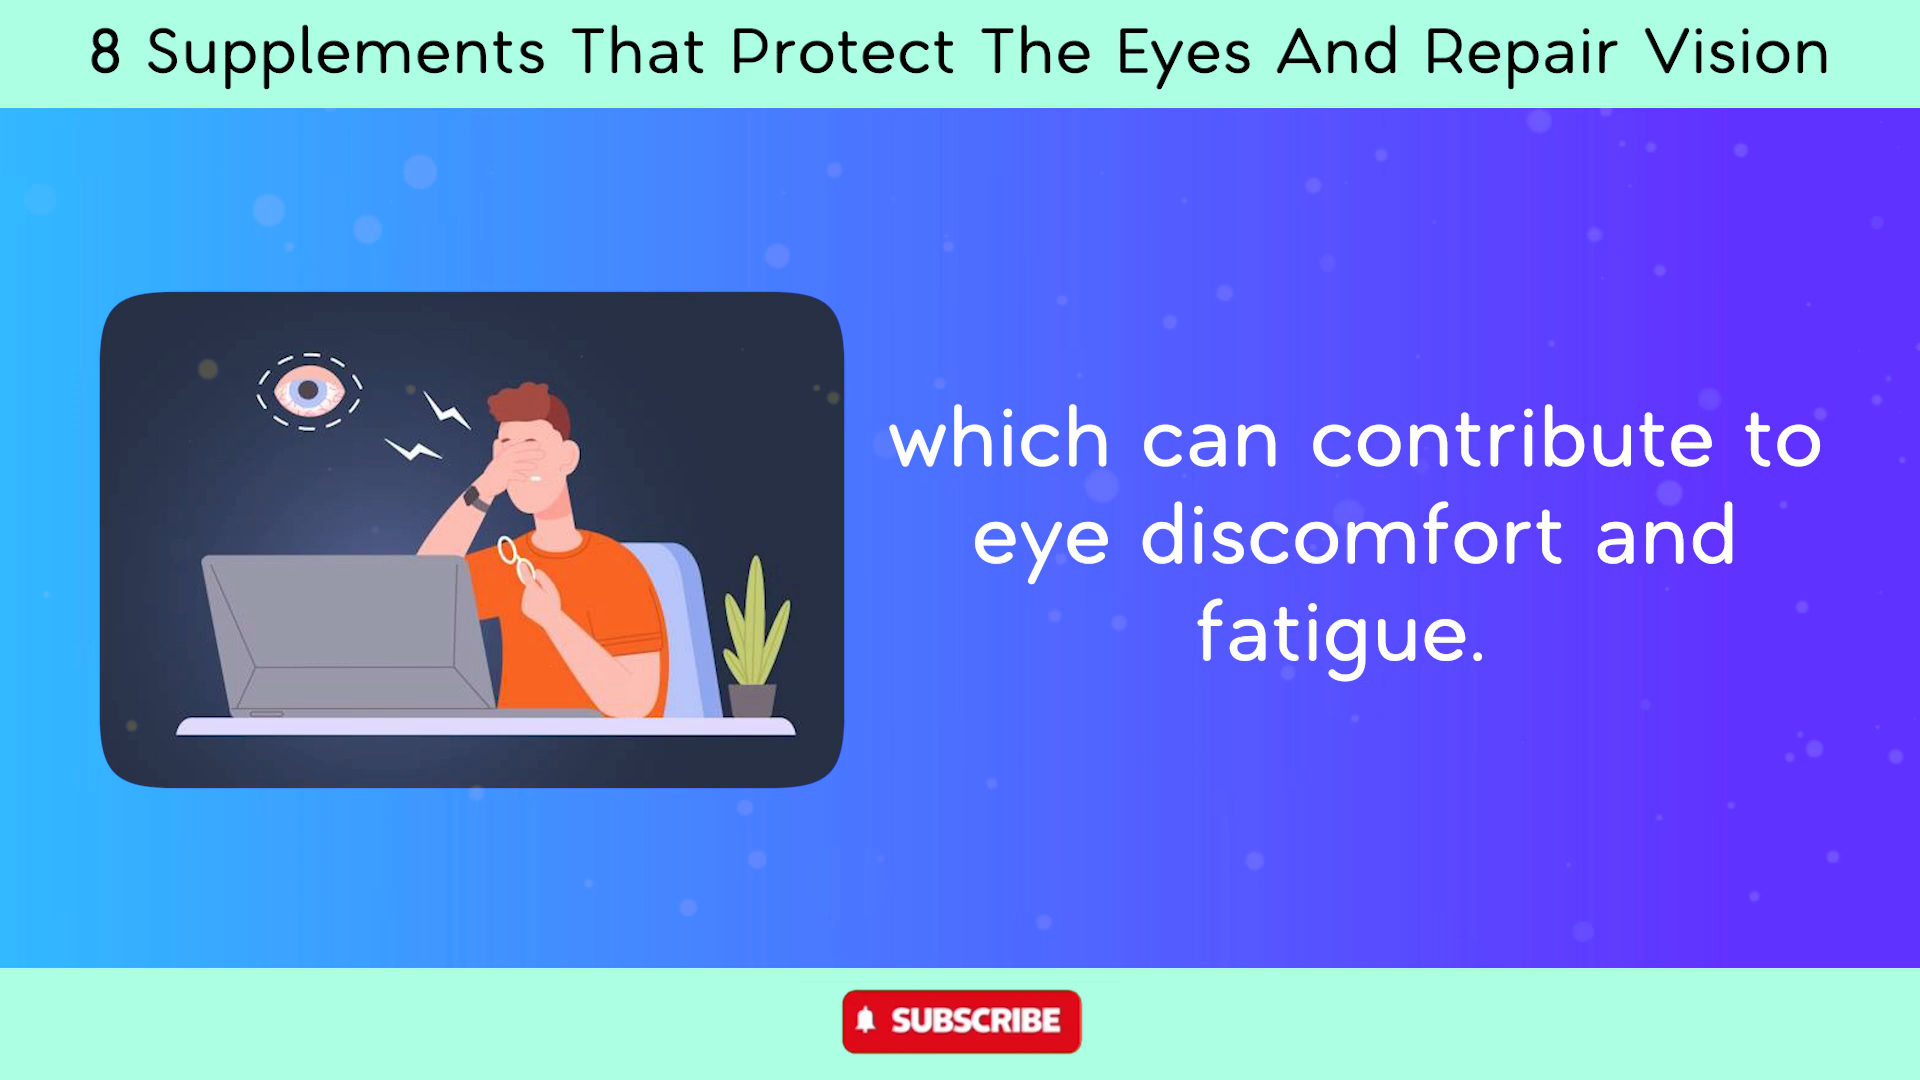 8 Supplements That Protect The Eyes And Repair Vision
which can contribute to
eye discomfort and
fatigue.
SUBSCRIBE